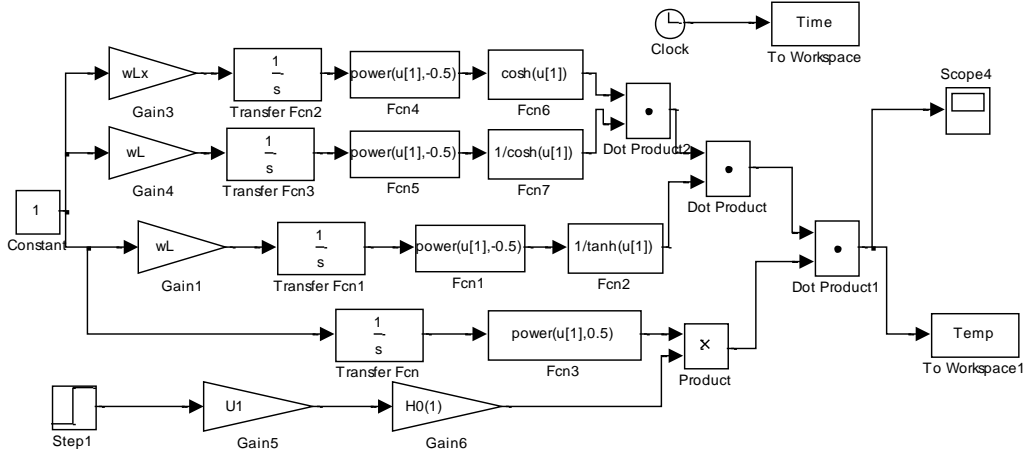 Time
Clock
To Workspace
Scope4
wLx
1
s
power(u[1],-0.5)
cosh(u[1])
Gain3
Transfer Fcn2
Fcn4
Fcn6
wL
1
s
power(u[1],-0.5)
1/cosh(u[1])
Dot Product2
Gain4
Transfer Fcn3
Fcn5
Fcn7
Dot Product
1
Constant
wL
1
s
power(u[1],-0.5)
1/tanh(u[1])
Gain1
Transfer Fcn1
Fcn1
Fcn2
Dot Product1
1
s
power(u[1],0.5)
×
Temp
Transfer Fcn
Fcn3
Product
To Workspace1
U1
H0(1)
Step1
Gain5
Gain6